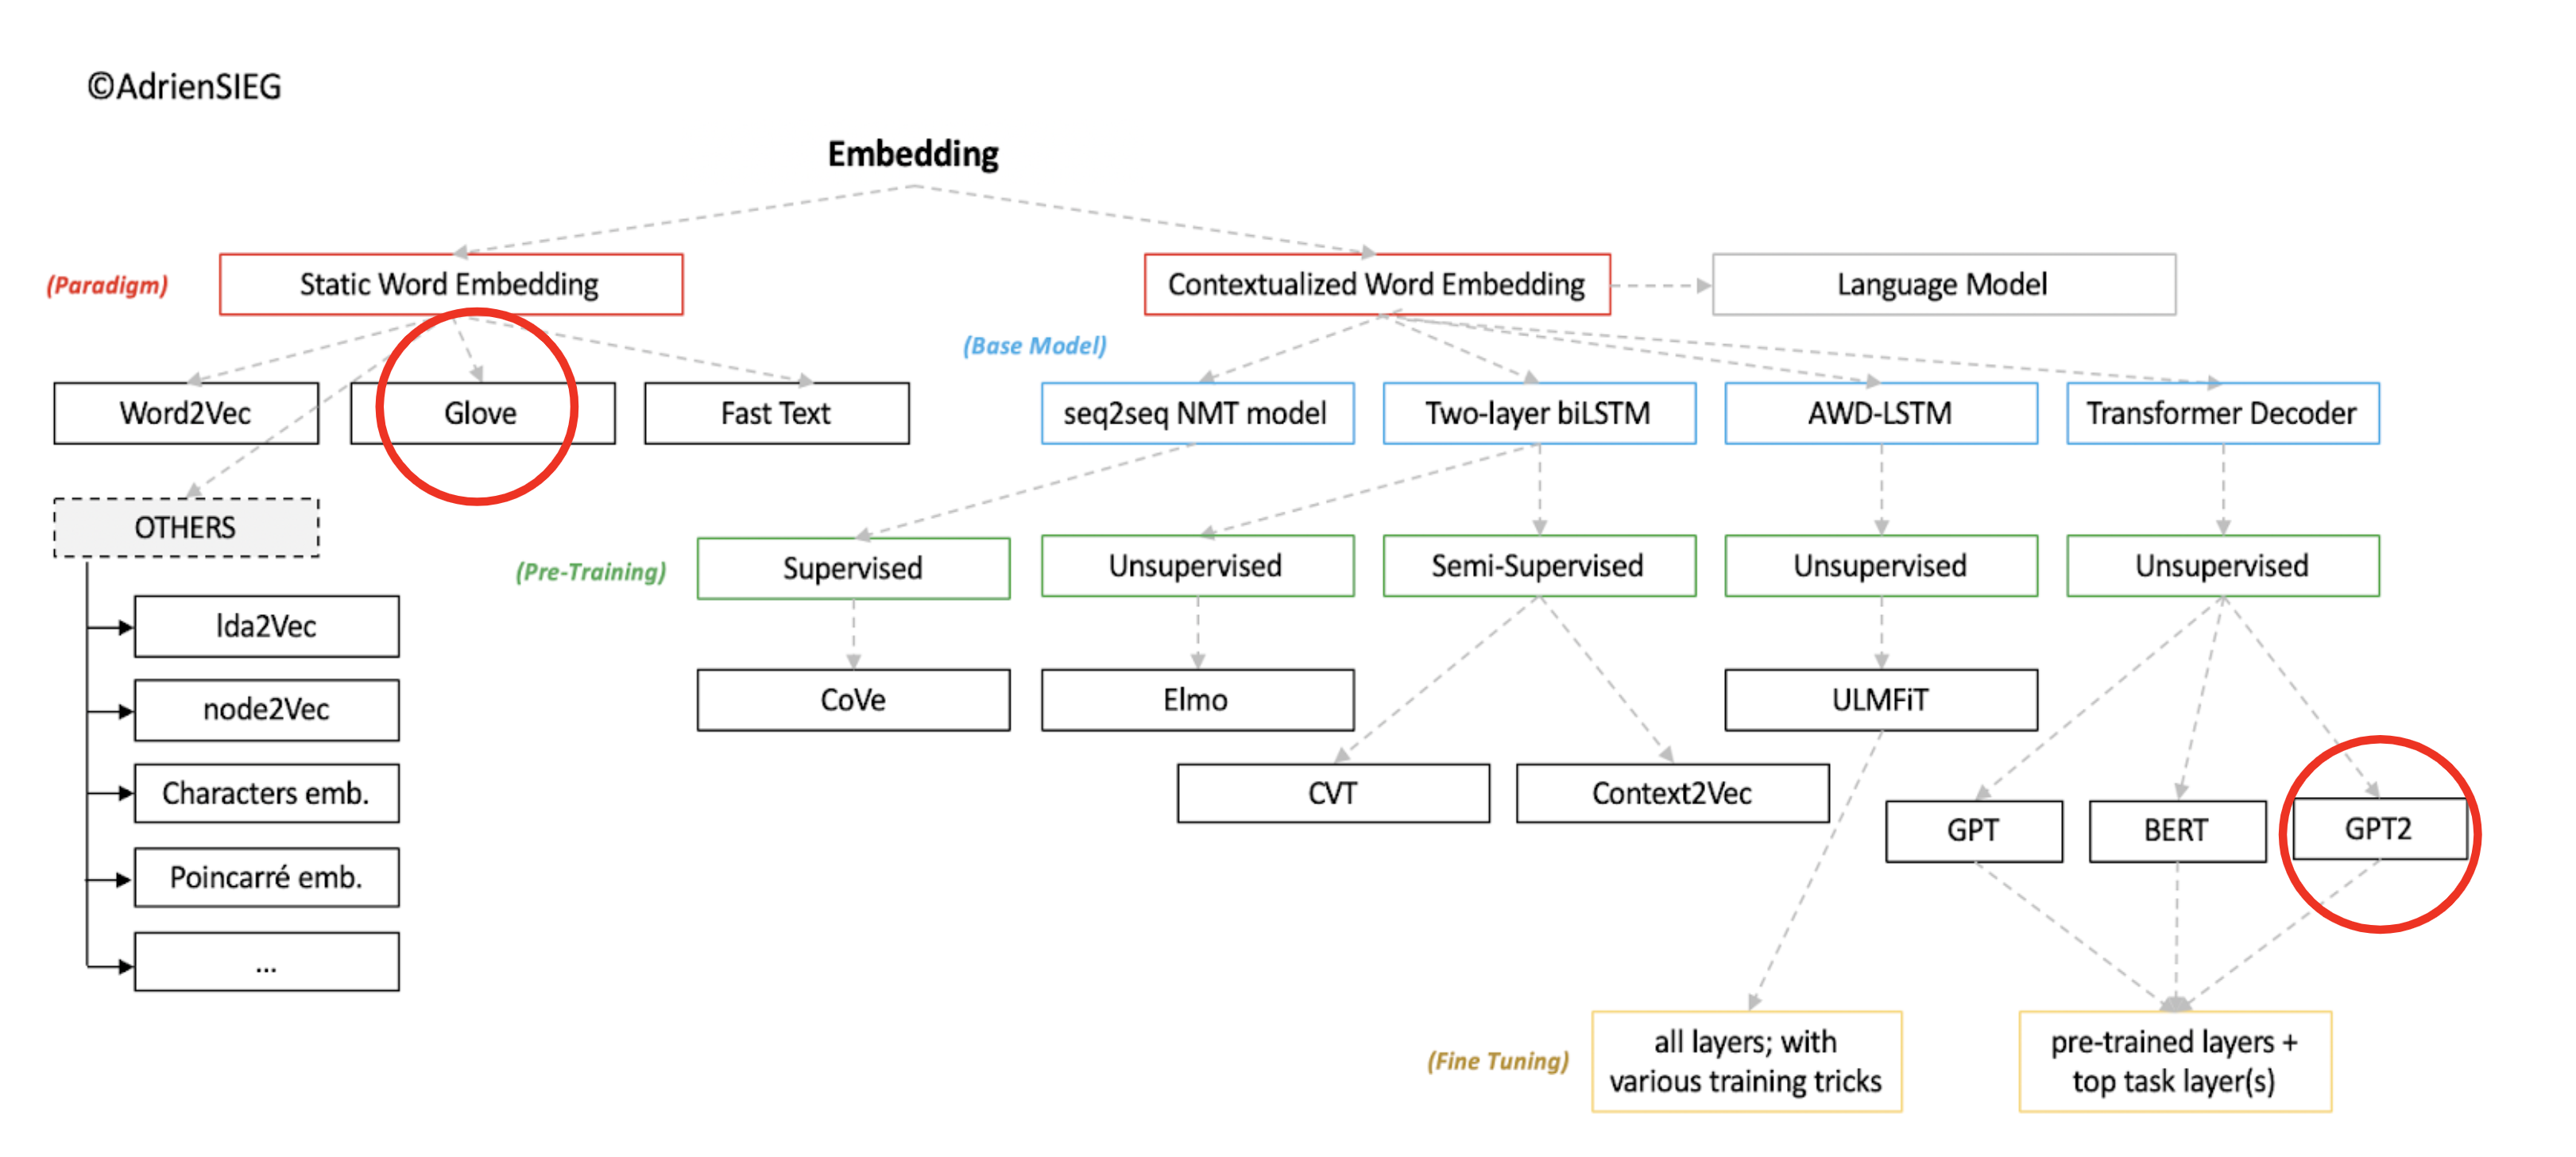 ©AdrienSIEG
Embedding
(Paradigm)
Static Word Embedding
Contextualized Word Embedding
Language Model
(Base Model)
Word2Vec
Glove
Fast Text
seq2seq NMT model
Two-layer biLSTM
AWD-LSTM
Transformer Decoder
OTHERS
(Pre-Training)
Supervised
Unsupervised
Semi-Supervised
Unsupervised
Unsupervised
lda2Vec
node2Vec
Characters emb.
Poincarré emb.
...
CoVe
Elmo
ULMFiT
CVT
Context2Vec
GPT
BERT
GPT2
(Fine Tuning)
all layers; with
various training tricks
pre-trained layers +
top task layer(s)